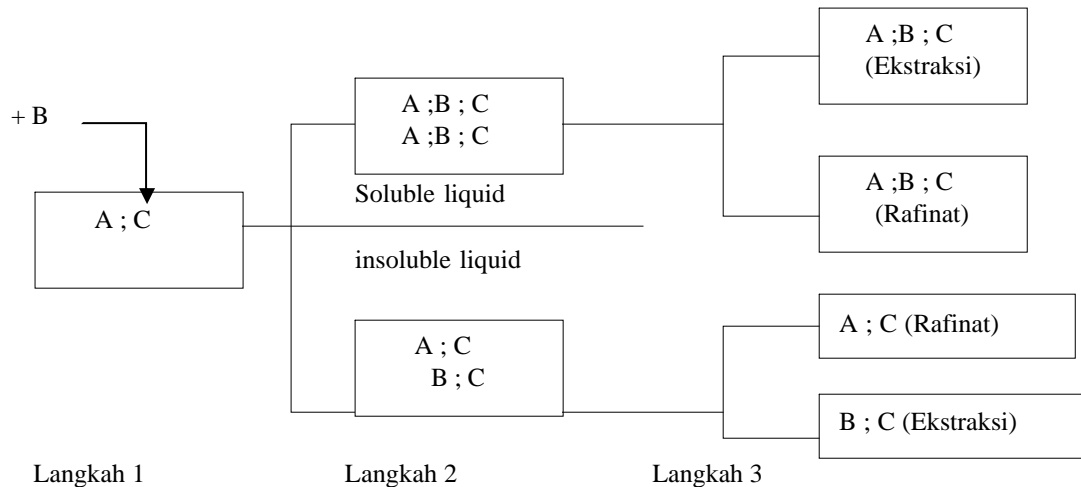 + B
A ; C
A ;B ; C
A ;B ; C
Soluble liquid
insoluble liquid
A ; C
B ; C
A ;B ; C
(Ekstraksi)
A ;B ; C
(Rafinat)
A ; C (Rafinat)
B ; C (Ekstraksi)
Langkah 1
Langkah 2
Langkah 3